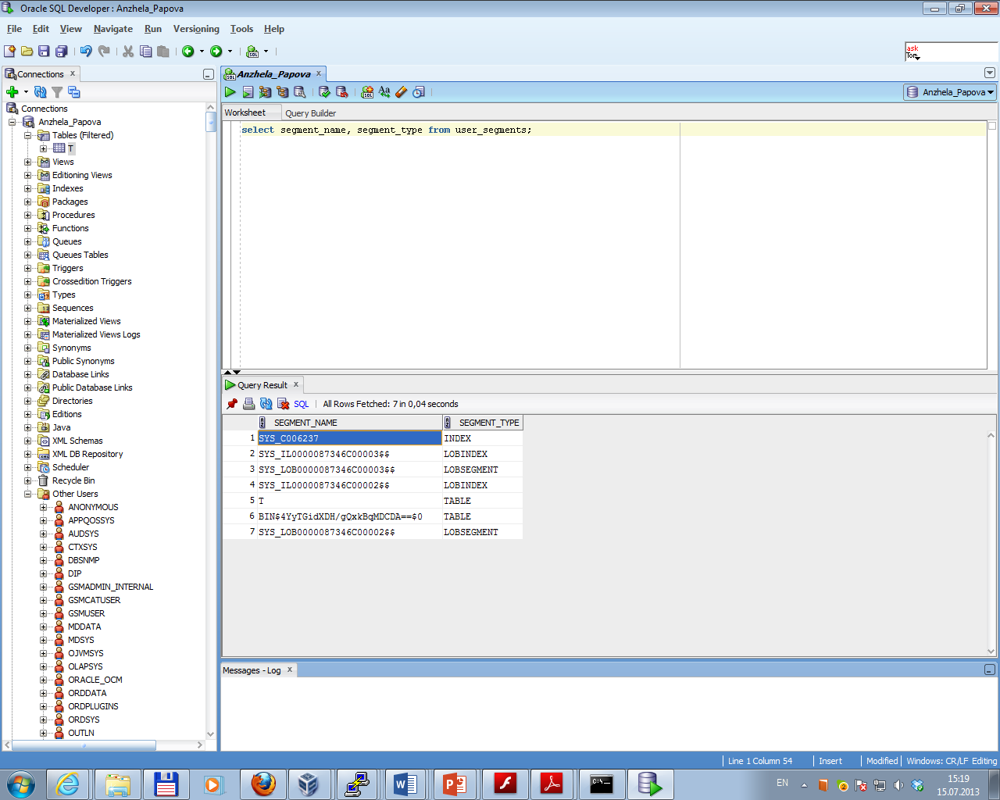 Oracle SQL Developer : Anzhela_Papova
File Edit View Navigate Run Versioning Tools Help
ask
Tom
Connections
Anzhela_Papova
Anzhela_Papova
Worksheet Query Builder
select segment_name, segment_type from user_segments;
Connections
Anzhela_Papova
Tables (Filtered)
T
Views
Editioning Views
Indexes
Packages
Procedures
Functions
Queues
Queues Tables
Triggers
Crossedition Triggers
Types
Sequences
Materialized Views
Materialized Views Logs
Synonyms
Public Synonyms
Database Links
Public Database Links
Directories
Editions
Java
XML Schemas
XML DB Repository
Scheduler
Recycle Bin
Other Users
ANONYMOUS
APPQOSSYS
AUDSYS
CTXSYS
DBSNMP
DIP
GSMADMIN_INTERNAL
GSMCATUSER
GSMUSER
MDDATA
MDSYS
OJVMSYS
OLAPSYS
ORACLE_OCM
ORDDATA
ORDPLUGINS
ORDSYS
OUTLN
Query Result
SQL All Rows Fetched: 7 in 0,04 seconds
SEGMENT_NAME SEGMENT_TYPE
1 SYS_C006237 INDEX
2 SYS_IL0000087346C00003$$ LOBINDEX
3 SYS_LOB0000087346C00003$$ LOBSEGMENT
4 SYS_IL0000087346C00002$$ LOBINDEX
5 T TABLE
6 BIN$4YyTGidXDH/gQxkBqMDCDA==$0 TABLE
7 SYS_LOB0000087346C00002$$ LOBSEGMENT
Messages - Log
Line 1 Column 54 Insert Modified Windows: CR/LF Editing
EN
15:19
15.07.2013